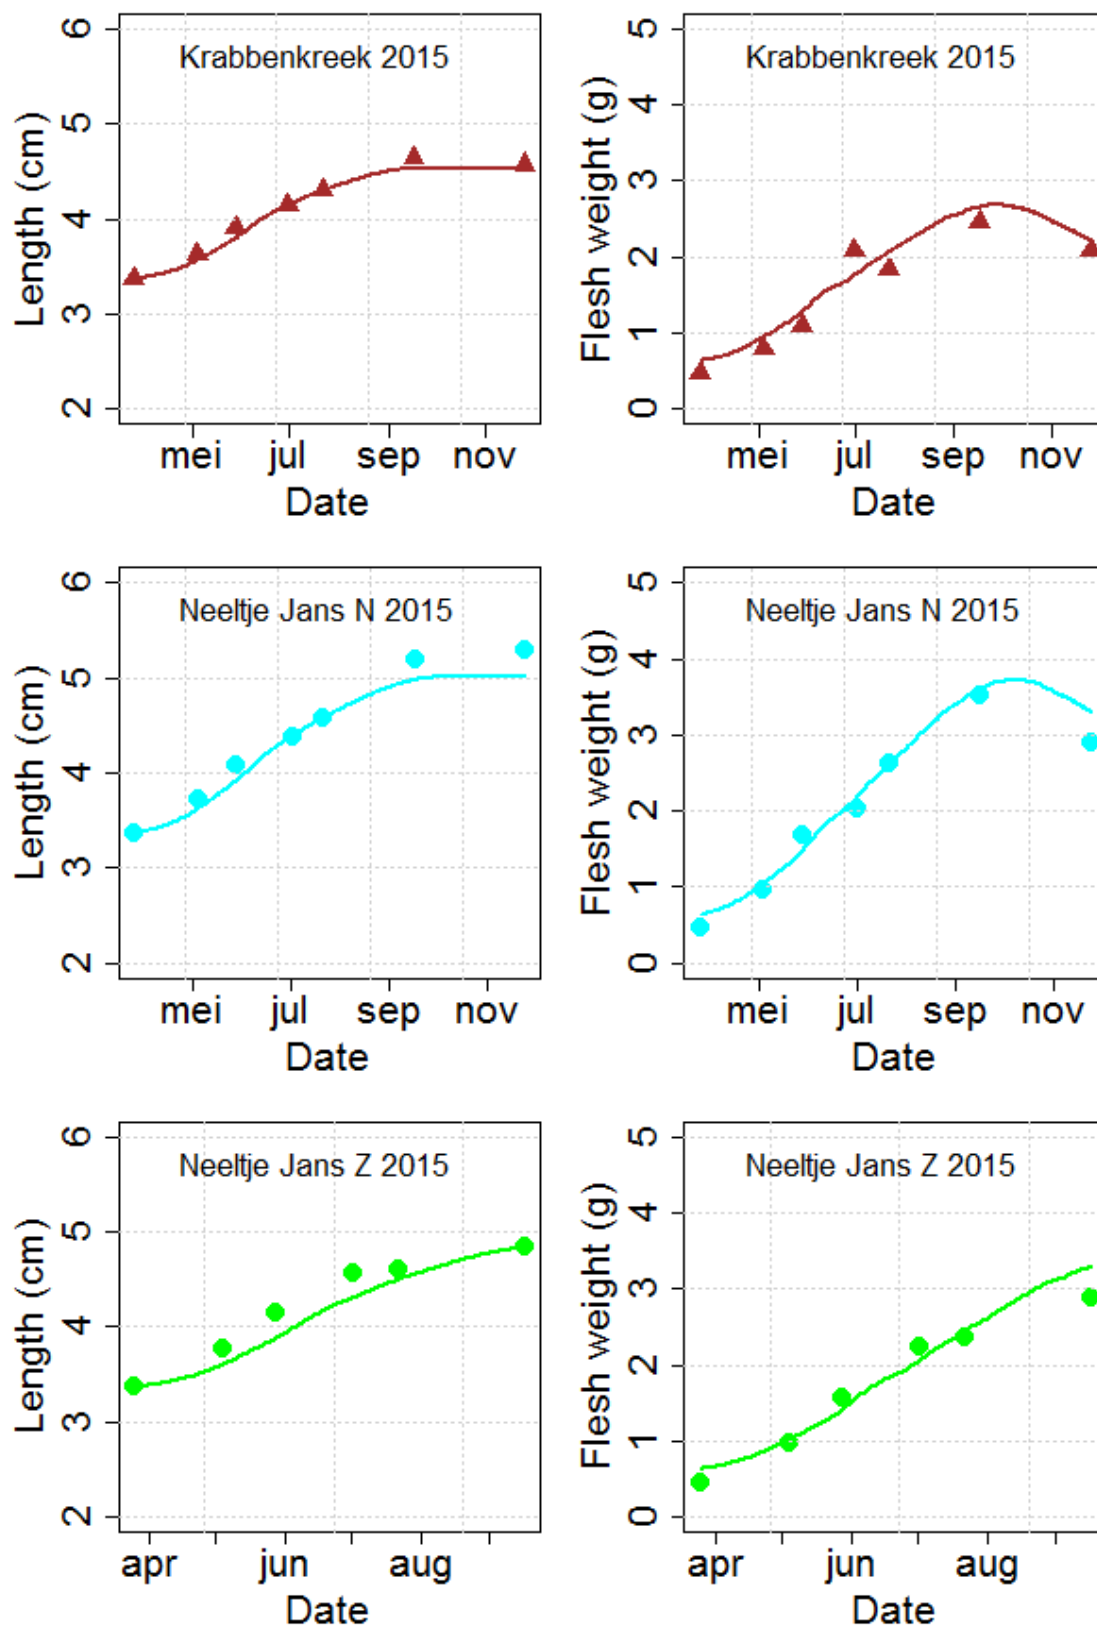 Krabbenkreek 2015
Length (cm)
6
5
4
3
2
mei jul sep nov
Date
Krabbenkreek 2015
Flesh weight (g)
5
4
3
2
1
0
mei jul sep nov
Date
Neeltje Jans N 2015
Length (cm)
6
5
4
3
2
mei jul sep nov
Date
Neeltje Jans N 2015
Flesh weight (g)
5
4
3
2
1
0
mei jul sep nov
Date
Neeltje Jans Z 2015
Length (cm)
6
5
4
3
2
apr jun aug
Date
Neeltje Jans Z 2015
Flesh weight (g)
5
4
3
2
1
0
apr jun aug
Date